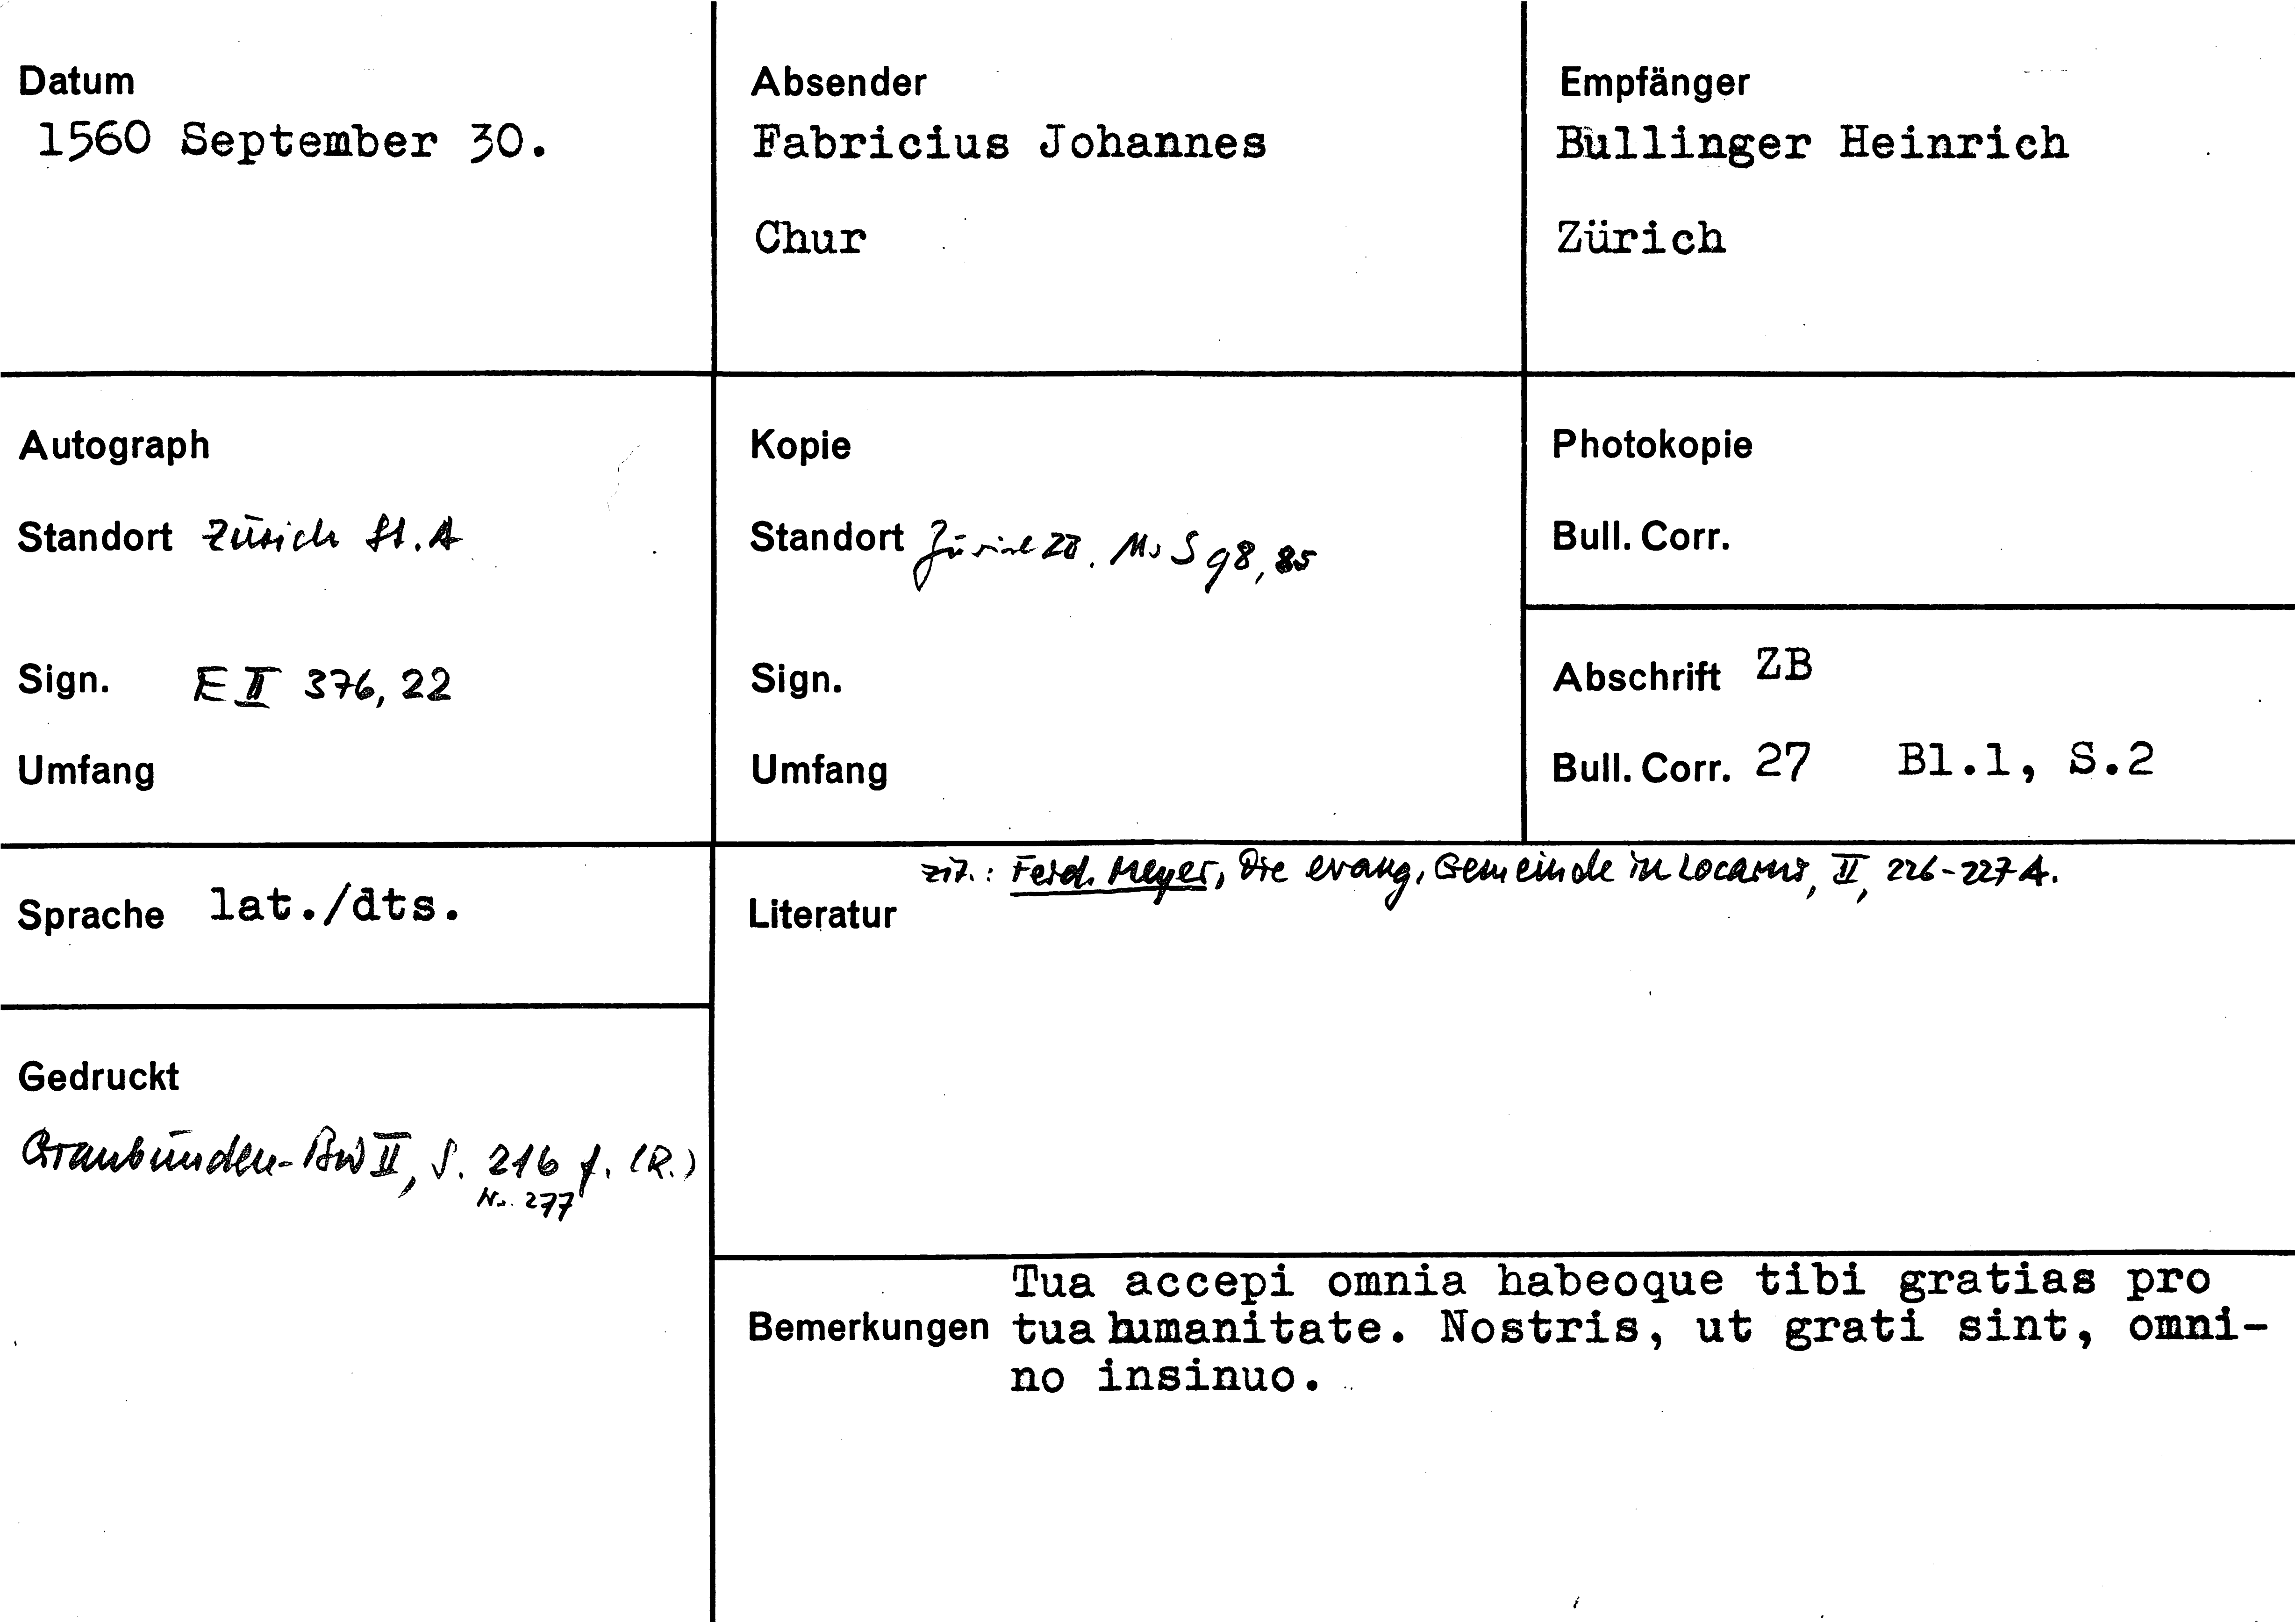 Datum
1560 September 30.
Absender
Fabricius Johannes
Chur
Empfänger
Bullinger Heinrich
Zürich
Autograph
Standort Zürich St.A
Sign. E II 376, 22
Umfang
Kopie
Standort Zürich ZB. Ms S 98, 85
Sign.
Umfang
Photokopie
Bull. Corr.
Abschrift ZB
Bull. Corr. 27 Bl.1, S.2
Sprache lat./dts.
Gedruckt
Graubünden-BW II, S. 216 f. (R.)
Nr. 277
zit.: Ferd. Meyer, Die evang. Gemeinde in Locarno, II, 226-227 A.
Literatur
Tua accepi omnia habeoque tibi gratias pro
Bemerkungen tua humanitate. Nostris, ut grati sint, omni-
no insinuo.